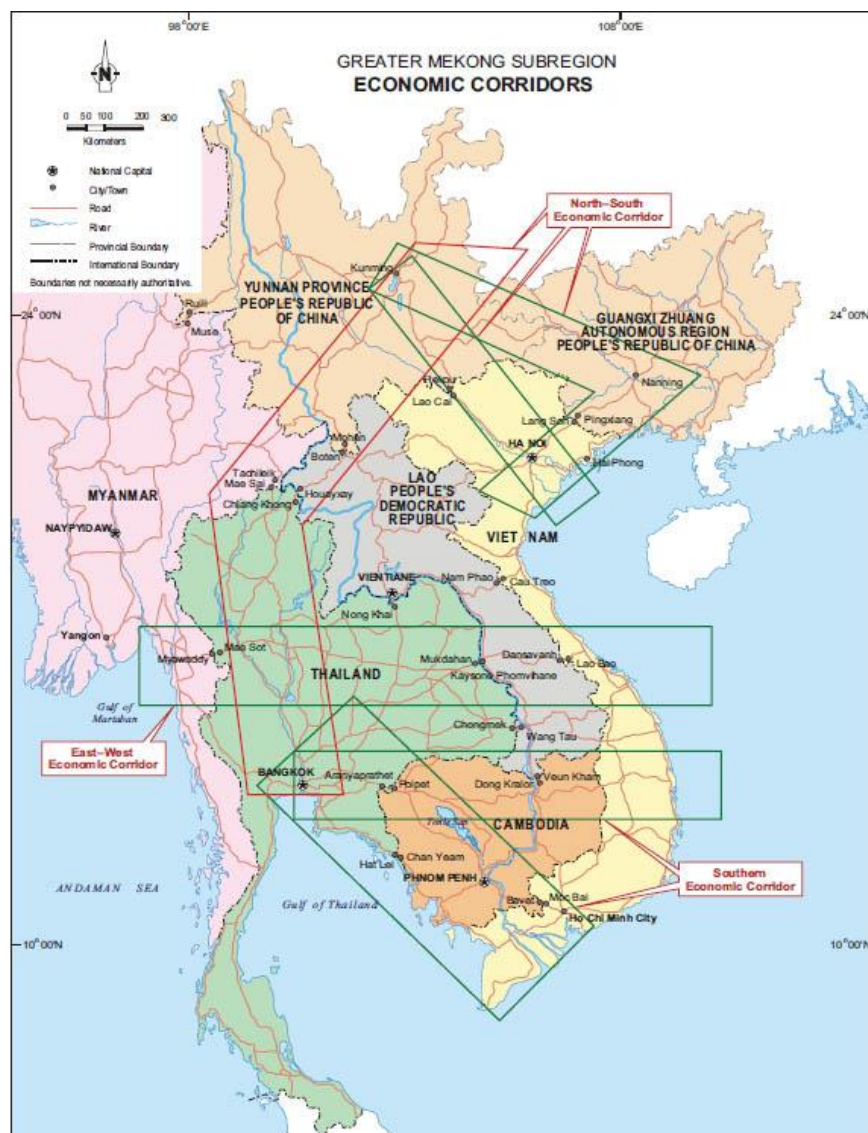 98°00'E
108°00'E
GREATER MEKONG SUBREGION
ECONOMIC CORRIDORS
N
0 50 100 200 300
Kilometers
National Capital
City/Town
Road
River
Provincial Boundary
International Boundary
Boundaries not necessarily authoritative.
North–South
Economic Corridor
Kunming
YUNNAN PROVINCE
PEOPLE'S REPUBLIC
OF CHINA
GUANGXI ZHUANG
AUTONOMOUS REGION
PEOPLE'S REPUBLIC OF CHINA
24°00'N
24°00'N
Ruili
Muse
Nanning
Hekou
Lao Cai
Lang Son
Pingxiang
HA NOI
Hai Phong
Mohan
Boten
Tachileik
Mae Sai
Chiang Khong
Houayxay
LAO
PEOPLE'S
DEMOCRATIC
REPUBLIC
MYANMAR
NAYPYIDAW
VIET NAM
VIENTIANE
Nam Phao
Cau Treo
Nong Khai
Yangon
Myawaddy
Mae Sot
THAILAND
Mukdahan
Kaysone Phomvihane
Dansavanh
Lao Bao
Gulf of
Martaban
Chongmek
Wang Tau
East–West
Economic Corridor
BANGKOK
Aranyaprathet
Poipet
Dong Kralor
Veun Kham
Tonle Sap
CAMBODIA
Hat Lek
Chan Yeam
PHNOM PENH
Southern
Economic Corridor
ANDAMAN SEA
Gulf of Thailand
Bavet
Moc Bai
Ho Chi Minh City
10°00'N
10°00'N